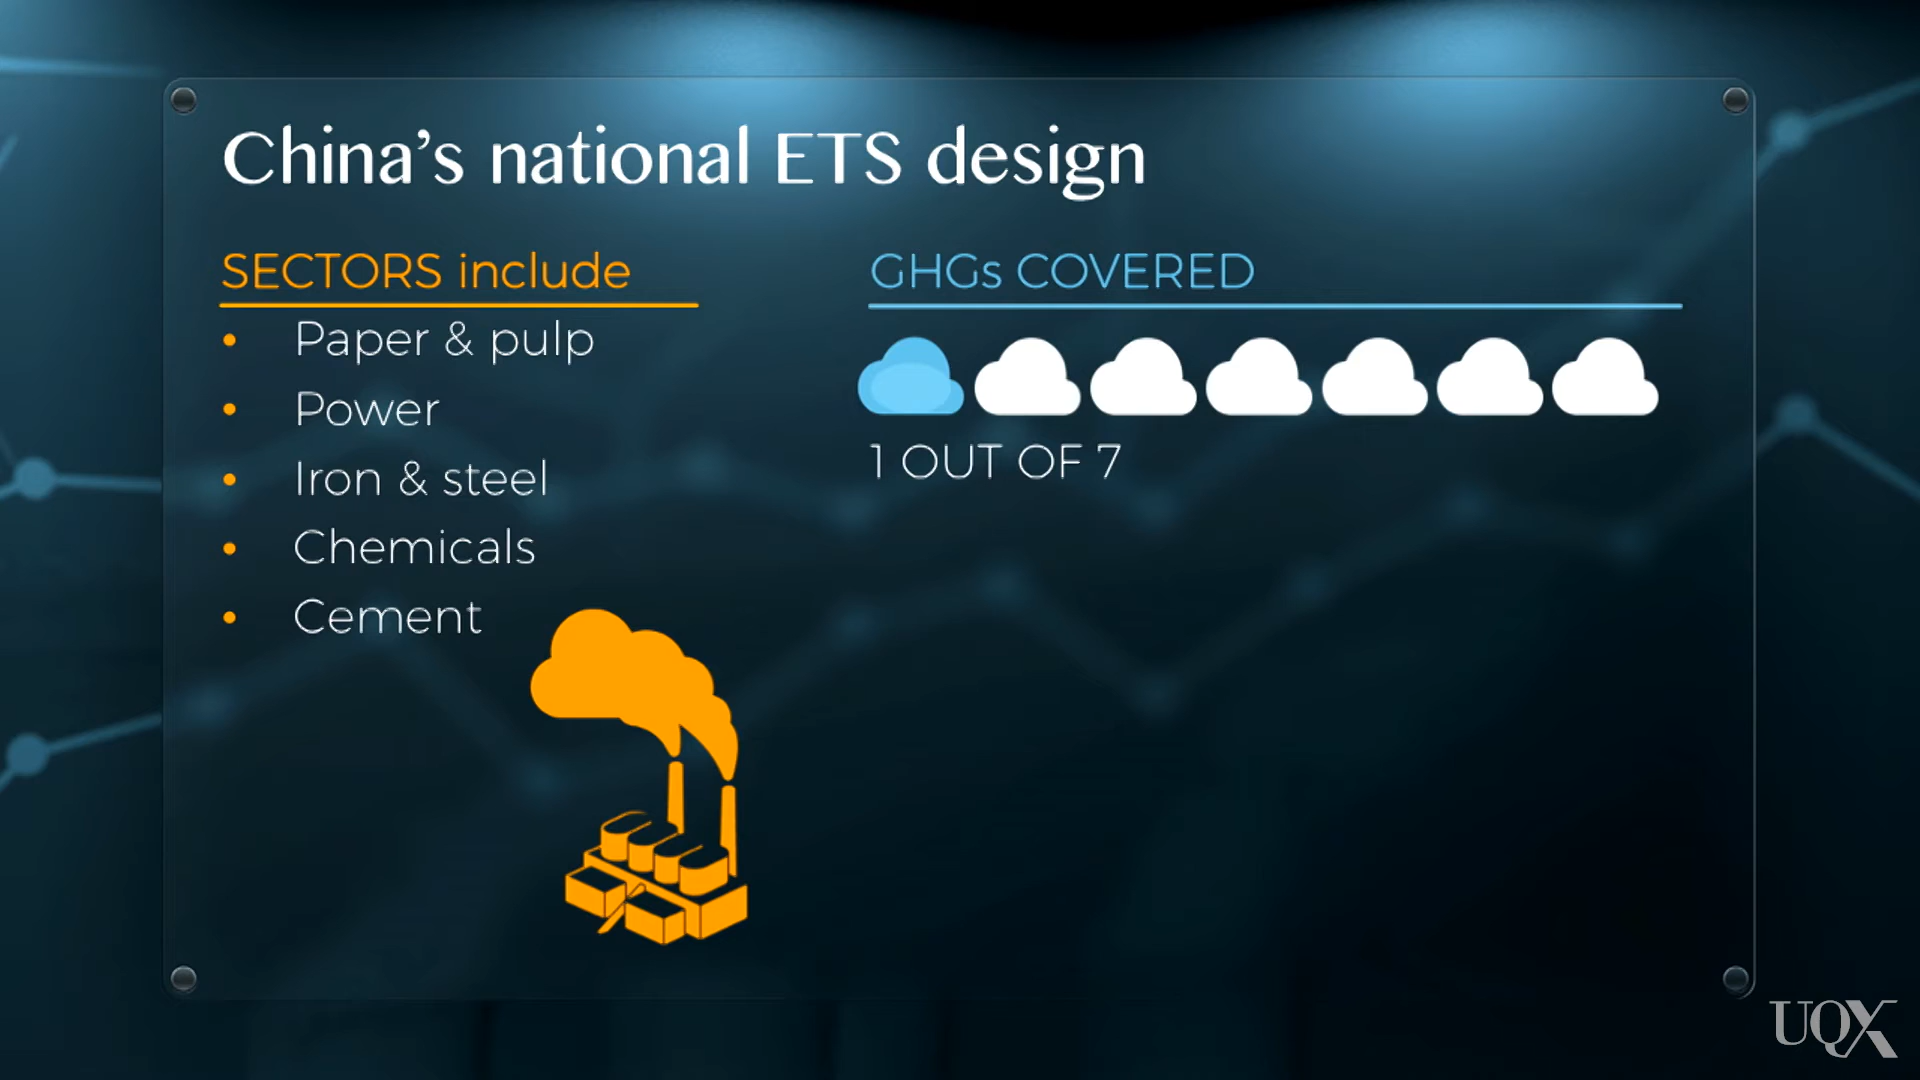 China’s national ETS design
SECTORS include
• Paper & pulp
• Power
• Iron & steel
• Chemicals
• Cement
GHGs COVERED
1 OUT OF 7
UQX